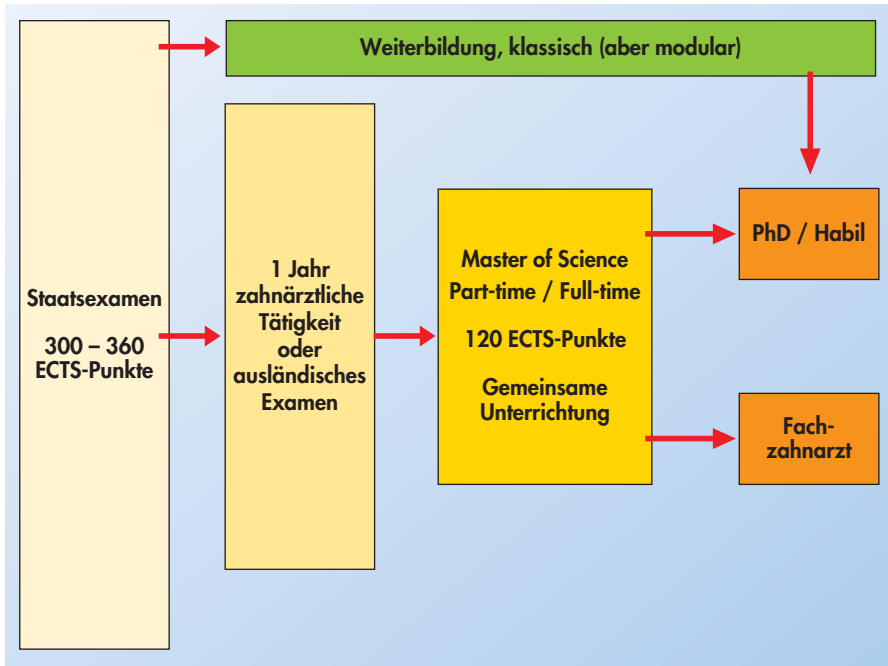 Weiterbildung, klassisch (aber modular)
Staatsexamen
300 – 360
ECTS-Punkte
1 Jahr
zahnärztliche
Tätigkeit
oder
ausländisches
Examen
Master of Science
Part-time / Full-time
120 ECTS-Punkte
Gemeinsame
Unterrichtung
PhD / Habil
Fach-
zahnarzt